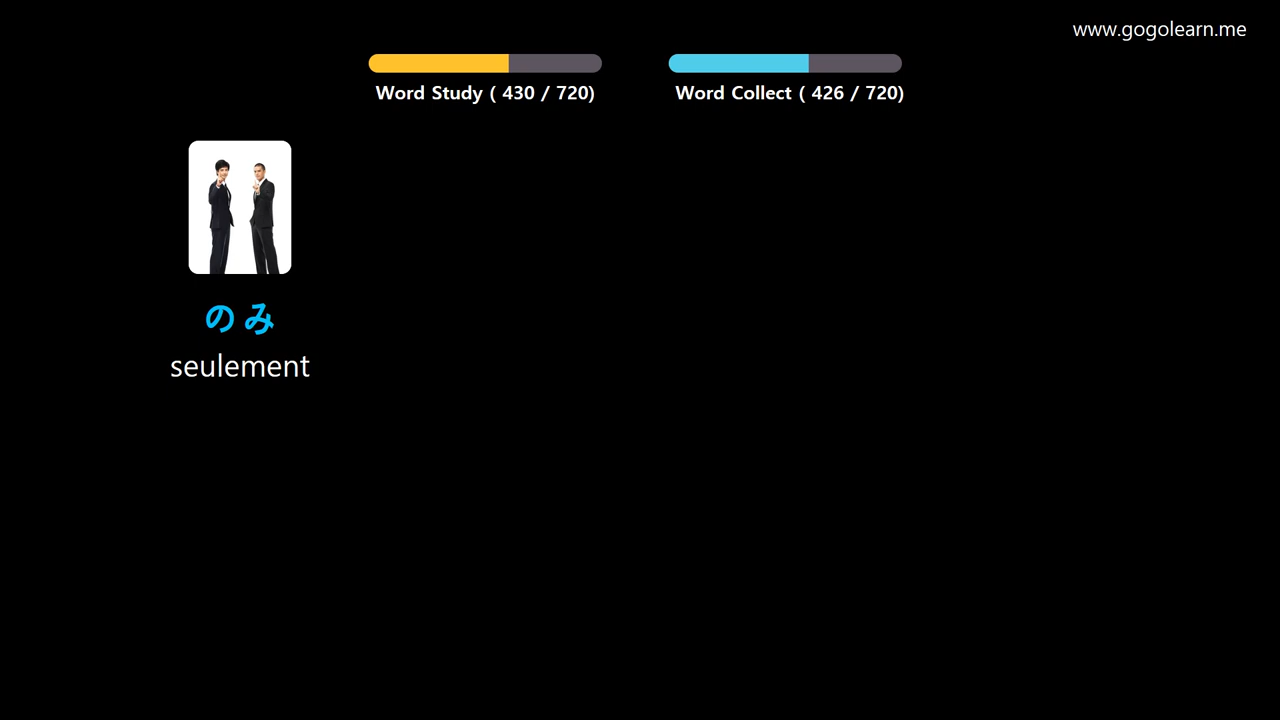 www.gogolearn.me
Word Study ( 430 / 720)
Word Collect ( 426 / 720)
のみ
seulement